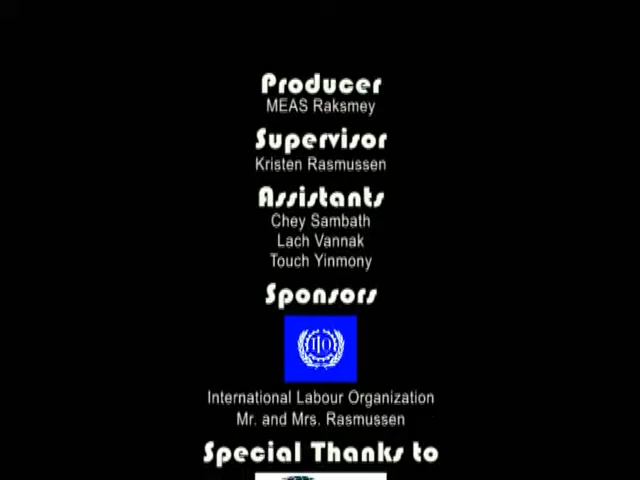 Producer
MEAS Raksmey
Supervisor
Kristen Rasmussen
Assistants
Chey Sambath
Lach Vannak
Touch Yinmony
Sponsors
ILO
International Labour Organization
Mr. and Mrs. Rasmussen
Special Thanks to